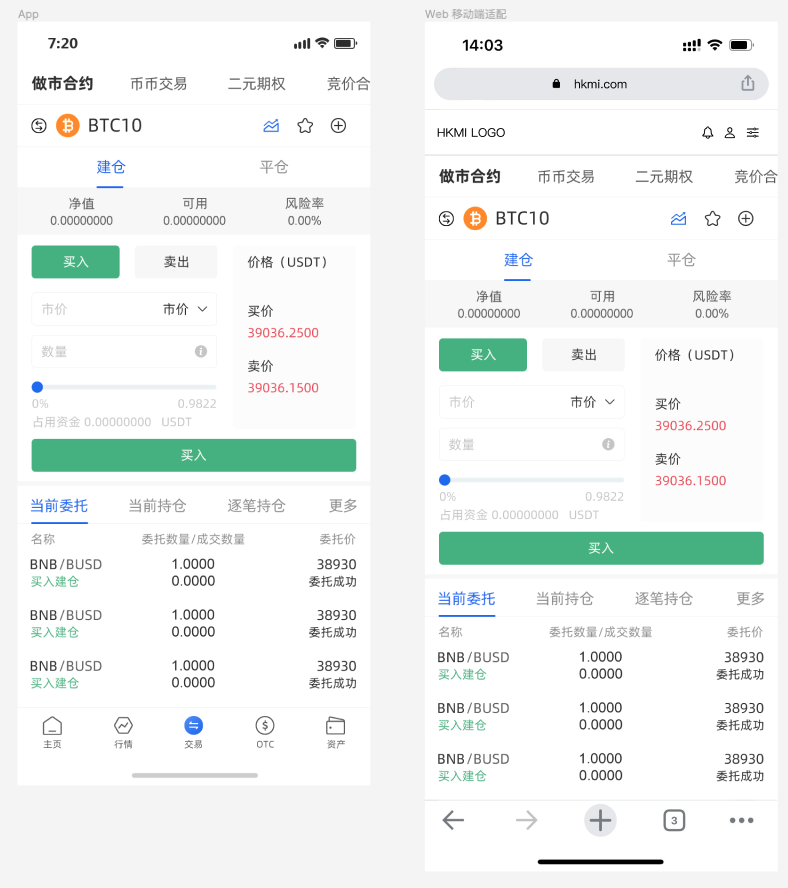 App
7:20
做市合约 币币交易 二元期权 竞价合
BTC10
建仓 平仓
净值 可用 风险率
0.00000000 0.00000000 0.00%
买入 卖出 价格（USDT）
市价 市价
买价
39036.2500
数量
卖价
39036.1500
0% 0.9822
占用资金 0.00000000 USDT
买入
当前委托 当前持仓 逐笔持仓 更多
名称 委托数量/成交数量 委托价
BNB/BUSD 1.0000 38930
买入建仓 0.0000 委托成功
BNB/BUSD 1.0000 38930
买入建仓 0.0000 委托成功
BNB/BUSD 1.0000 38930
买入建仓 0.0000 委托成功
主页 行情 交易 OTC 资产
Web 移动端适配
14:03
hkmi.com
HKMI LOGO
做市合约 币币交易 二元期权 竞价合
BTC10
建仓 平仓
净值 可用 风险率
0.00000000 0.00000000 0.00%
买入 卖出 价格（USDT）
市价 市价
买价
39036.2500
数量
卖价
39036.1500
0% 0.9822
占用资金 0.00000000 USDT
买入
当前委托 当前持仓 逐笔持仓 更多
名称 委托数量/成交数量 委托价
BNB/BUSD 1.0000 38930
买入建仓 0.0000 委托成功
BNB/BUSD 1.0000 38930
买入建仓 0.0000 委托成功
BNB/BUSD 1.0000 38930
买入建仓 0.0000 委托成功
3